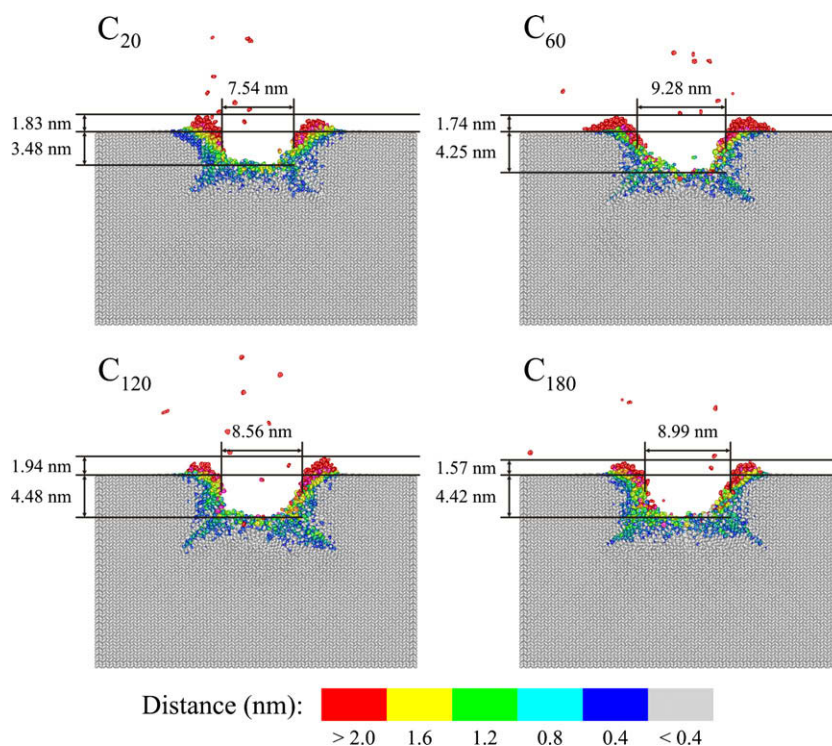 C20
7.54 nm
1.83 nm
3.48 nm
C60
9.28 nm
1.74 nm
4.25 nm
C120
8.56 nm
1.94 nm
4.48 nm
C180
8.99 nm
1.57 nm
4.42 nm
Distance (nm):
> 2.0 1.6 1.2 0.8 0.4 < 0.4